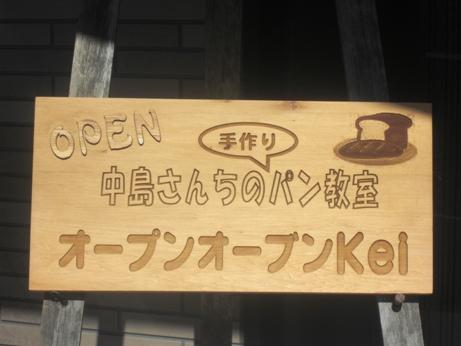 OPEN
手作り
中島さんちのパン教室
オープンオーブンKei